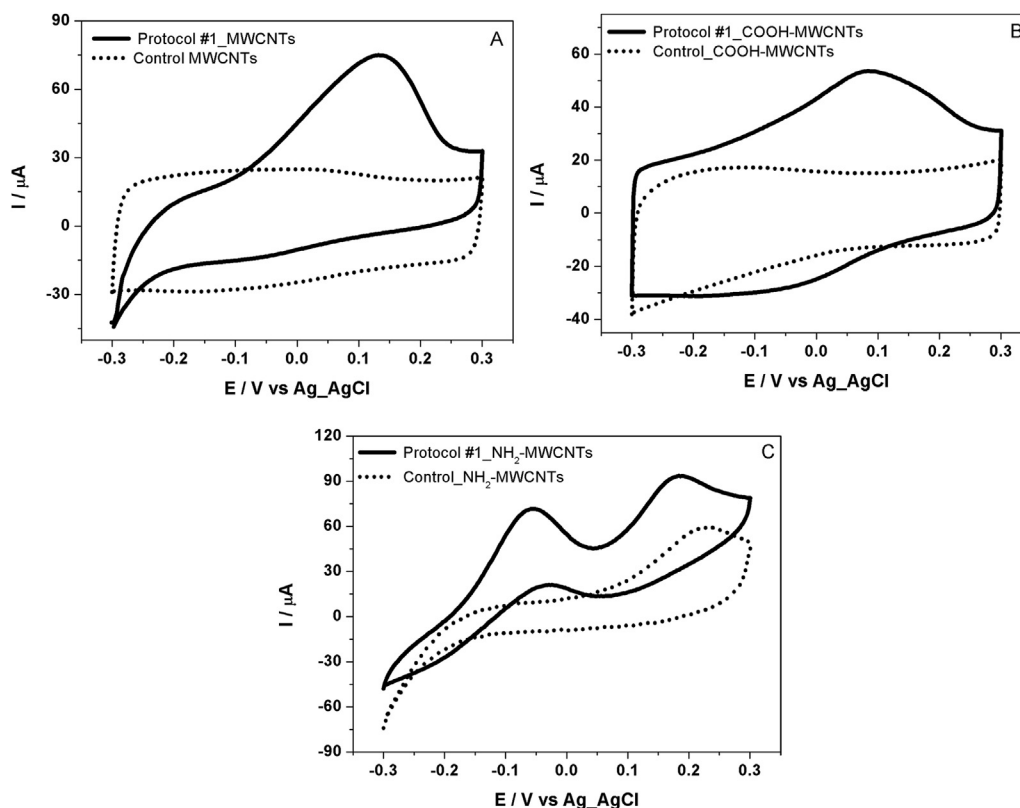 A
Protocol #1_MWCNTs
Control MWCNTs
I / µA
75
60
30
0
-30
-0.3 -0.2 -0.1 0.0 0.1 0.2 0.3
E / V vs Ag_AgCl
B
Protocol #1_COOH-MWCNTs
Control_COOH-MWCNTs
I / µA
60
40
20
0
-20
-40
-0.3 -0.2 -0.1 0.0 0.1 0.2 0.3
E / V vs Ag_AgCl
C
Protocol #1_NH₂-MWCNTs
Control_NH₂-MWCNTs
I / µA
120
90
60
30
0
-30
-60
-90
-0.3 -0.2 -0.1 0.0 0.1 0.2 0.3
E / V vs Ag_AgCl